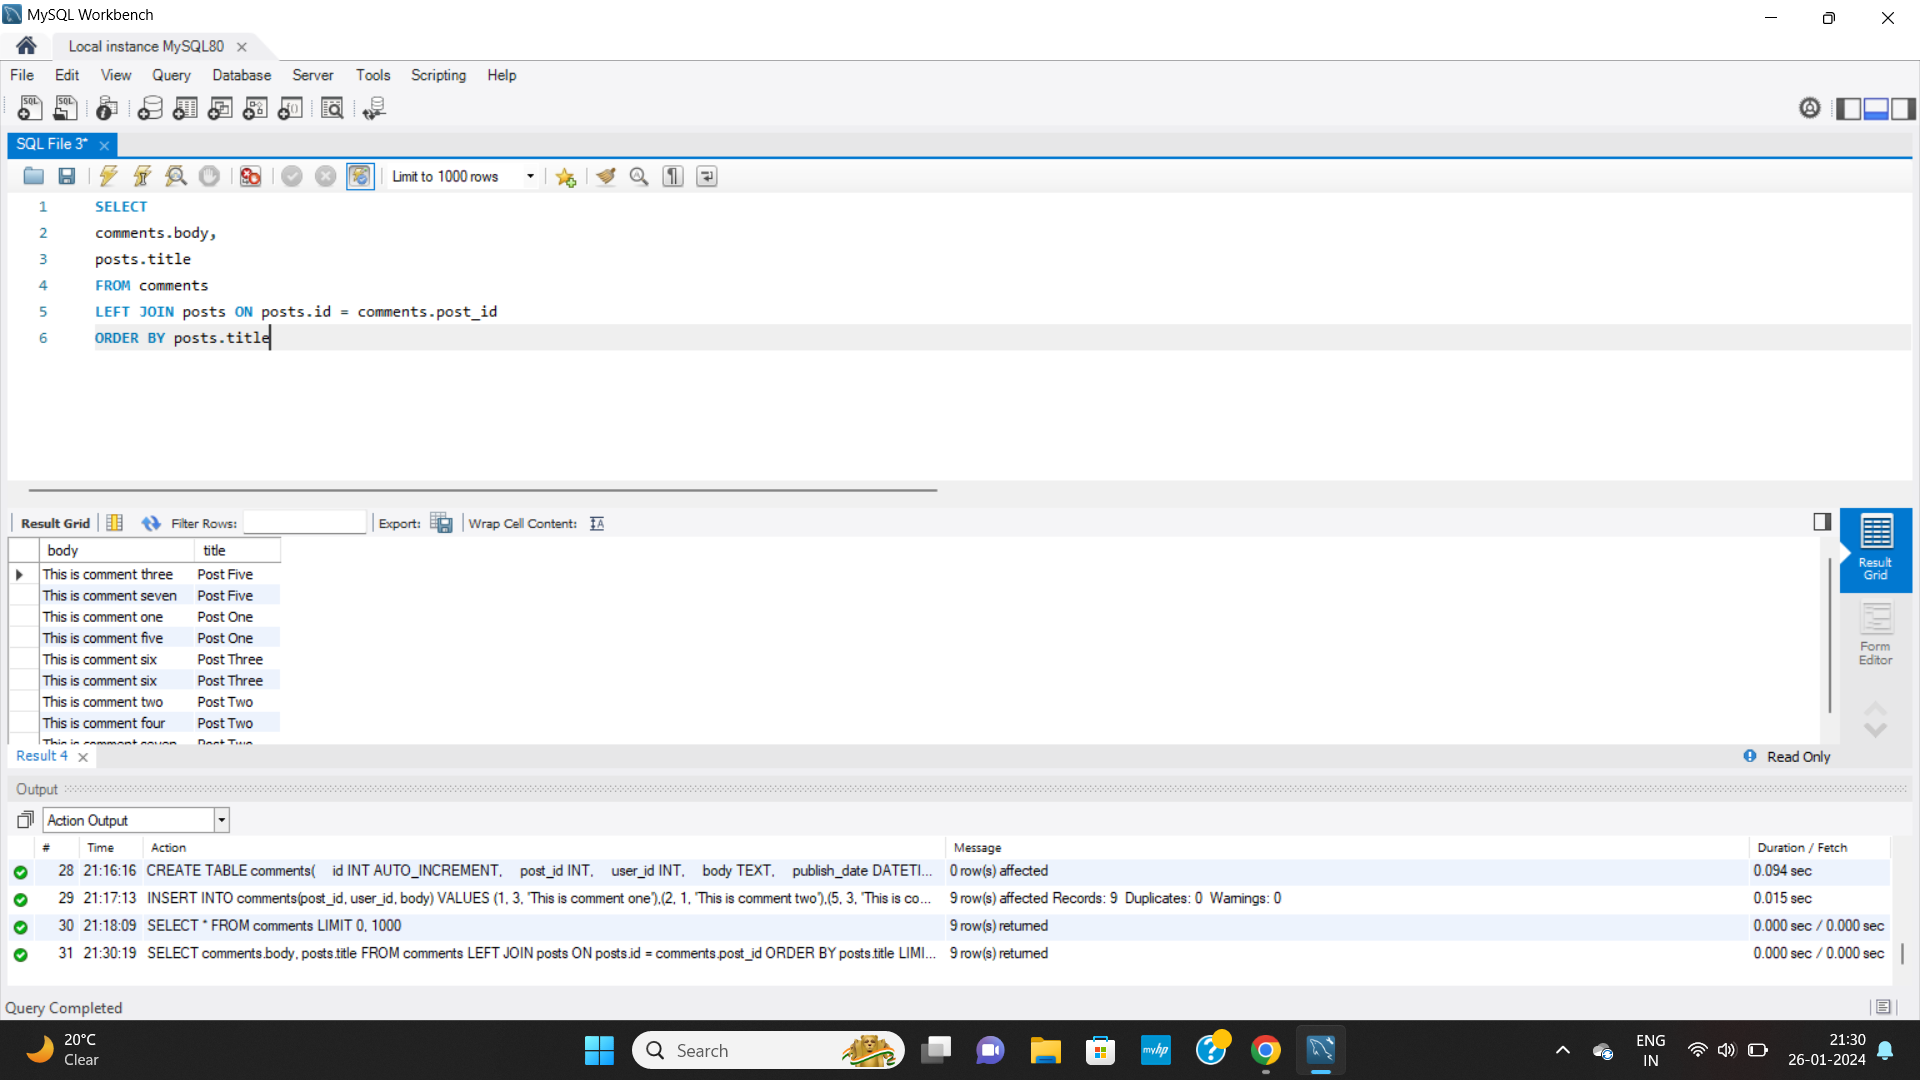 MySQL Workbench
Local instance MySQL80
File Edit View Query Database Server Tools Scripting Help
SQL File 3*
Limit to 1000 rows
1 SELECT
2 comments.body,
3 posts.title
4 FROM comments
5 LEFT JOIN posts ON posts.id = comments.post_id
6 ORDER BY posts.title
Result Grid Filter Rows: Export: Wrap Cell Content:
body title
This is comment three Post Five
This is comment seven Post Five
This is comment one Post One
This is comment five Post One
This is comment six Post Three
This is comment six Post Three
This is comment two Post Two
This is comment four Post Two
This is comment seven Post Two
Result
Grid
Form
Editor
Result 4 Read Only
Output
Action Output
# Time Action Message Duration / Fetch
28 21:16:16 CREATE TABLE comments( id INT AUTO_INCREMENT, post_id INT, user_id INT, body TEXT, publish_date DATETI... 0 row(s) affected 0.094 sec
29 21:17:13 INSERT INTO comments(post_id, user_id, body) VALUES (1, 3, 'This is comment one'),(2, 1, 'This is comment two'),(5, 3, 'This is co... 9 row(s) affected Records: 9 Duplicates: 0 Warnings: 0 0.015 sec
30 21:18:09 SELECT * FROM comments LIMIT 0, 1000 9 row(s) returned 0.000 sec / 0.000 sec
31 21:30:19 SELECT comments.body, posts.title FROM comments LEFT JOIN posts ON posts.id = comments.post_id ORDER BY posts.title LIMI... 9 row(s) returned 0.000 sec / 0.000 sec
Query Completed
20°C
Clear
Search
myhp
ENG
IN
21:30
26-01-2024